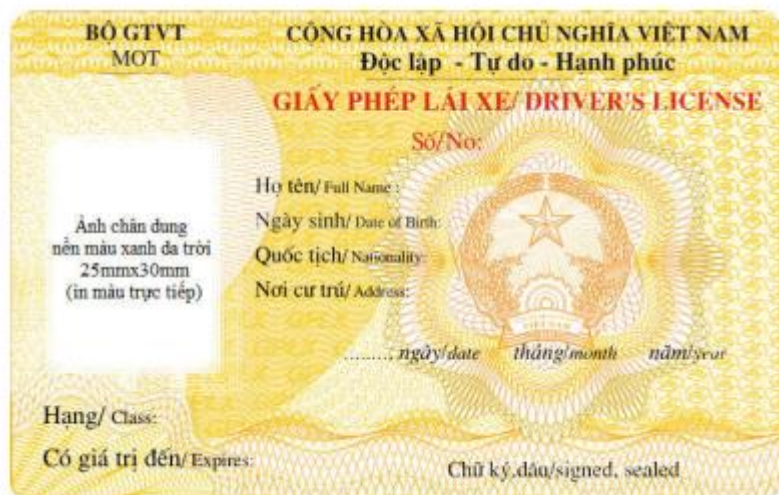 BỘ GTVT
MOT
CỘNG HÒA XÃ HỘI CHỦ NGHĨA VIỆT NAM
Độc lập - Tự do - Hạnh phúc
GIẤY PHÉP LÁI XE/ DRIVER'S LICENSE
Số/No:
Họ tên/ Full Name :
Ngày sinh/ Date of Birth:
Quốc tịch/ Nationality:
Nơi cư trú/ Address:
Ảnh chân dung
nền màu xanh da trời
25mmx30mm
(in màu trực tiếp)
VIỆT NAM
........, ngày/date tháng/month năm/year
Hạng/ Class:
Có giá trị đến/ Expires:
Chữ ký,dấu/signed, sealed